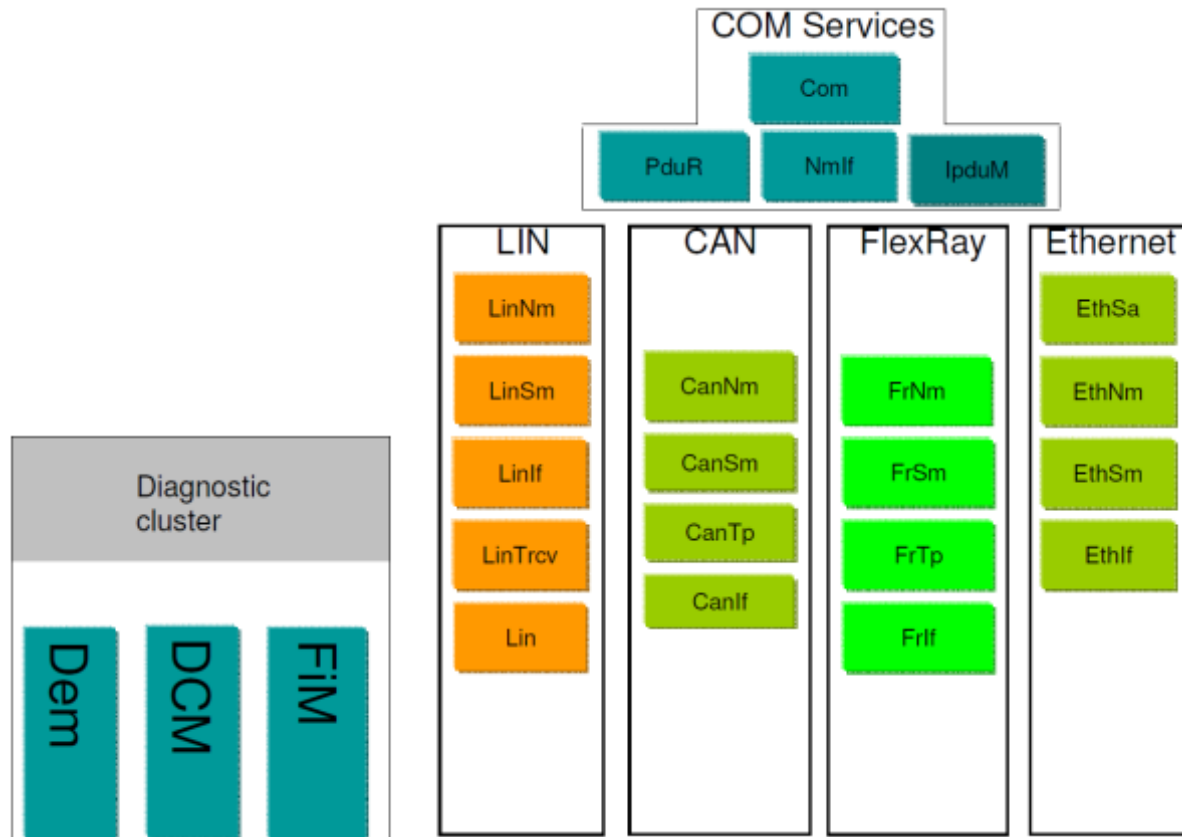 COM Services
Com
PduR
NmIf
IpduM
LIN
LinNm
LinSm
LinIf
LinTrcv
Lin
CAN
CanNm
CanSm
CanTp
CanIf
FlexRay
FrNm
FrSm
FrTp
FrIf
Ethernet
EthSa
EthNm
EthSm
EthIf
Diagnostic
cluster
Dem
DCM
FiM